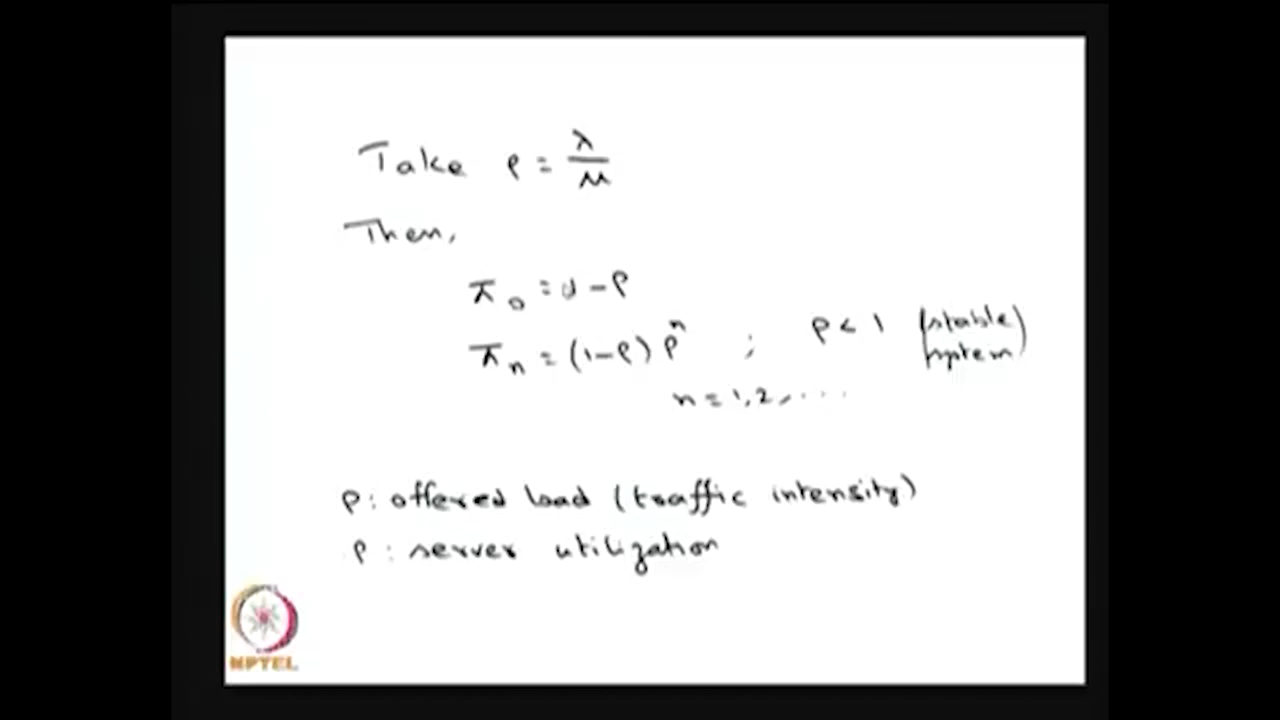 Take ρ = λ/μ
Then,
π₀ = 1 - ρ
πₙ = (1-ρ) ρⁿ ; ρ < 1 (stable system)
n = 1, 2, ....
ρ : offered load (traffic intensity)
ρ : server utilization
NPTEL